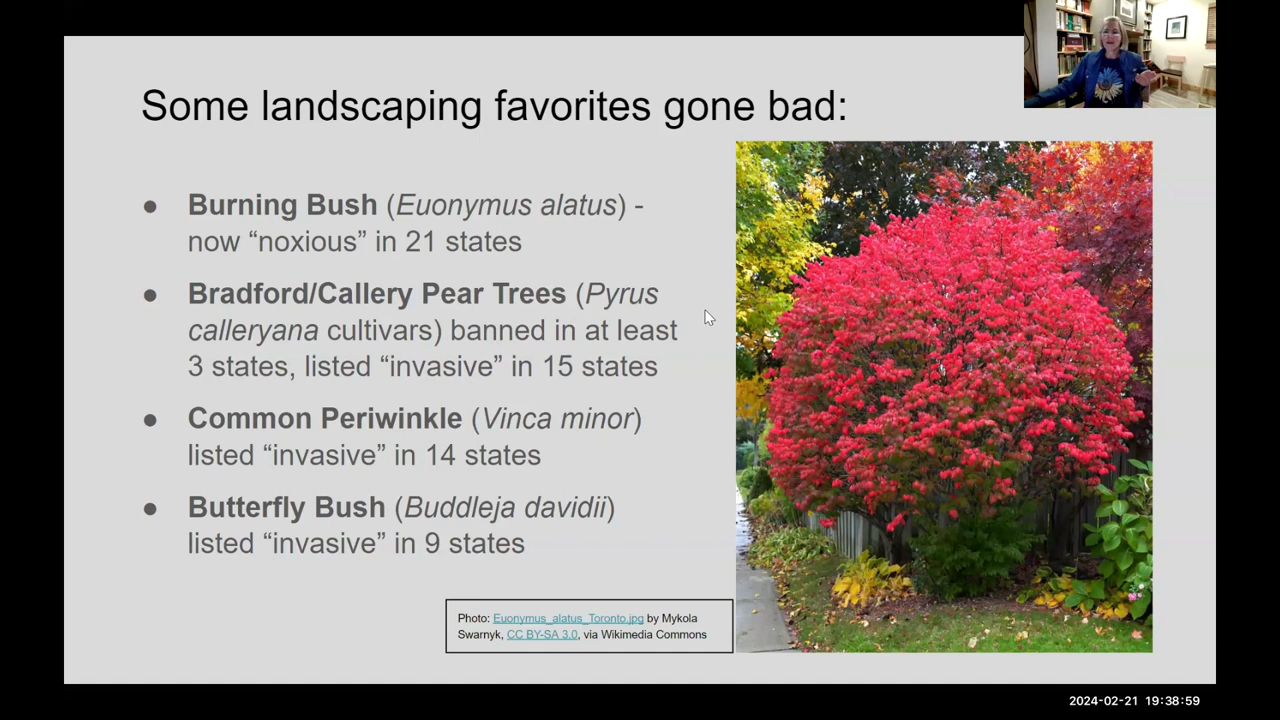 Some landscaping favorites gone bad:
● Burning Bush (Euonymus alatus) -
now “noxious” in 21 states
● Bradford/Callery Pear Trees (Pyrus
calleryana cultivars) banned in at least
3 states, listed “invasive” in 15 states
● Common Periwinkle (Vinca minor)
listed “invasive” in 14 states
● Butterfly Bush (Buddleja davidii)
listed “invasive” in 9 states
Photo: Euonymus_alatus_Toronto.jpg by Mykola
Swarnyk, CC BY-SA 3.0, via Wikimedia Commons
2024-02-21 19:38:59